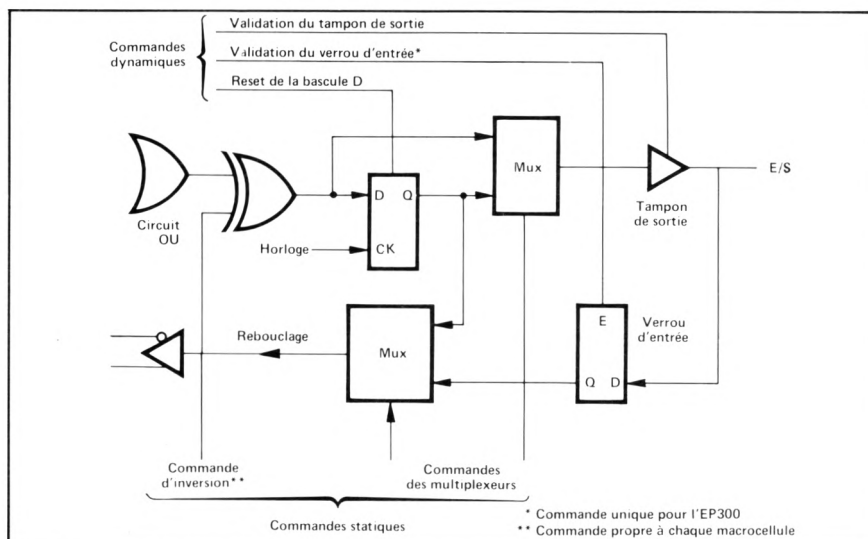 Validation du tampon de sortie
Commandes
dynamiques
Validation du verrou d'entrée*
Reset de la bascule D
Mux
E/S
D Q
Tampon
de sortie
Circuit
OU
Horloge
CK
E
Verrou
d'entrée
Rebouclage
Mux
Q D
Commande
d'inversion**
Commandes
des multiplexeurs
Commandes statiques
* Commande unique pour l'EP300
** Commande propre à chaque macrocellule